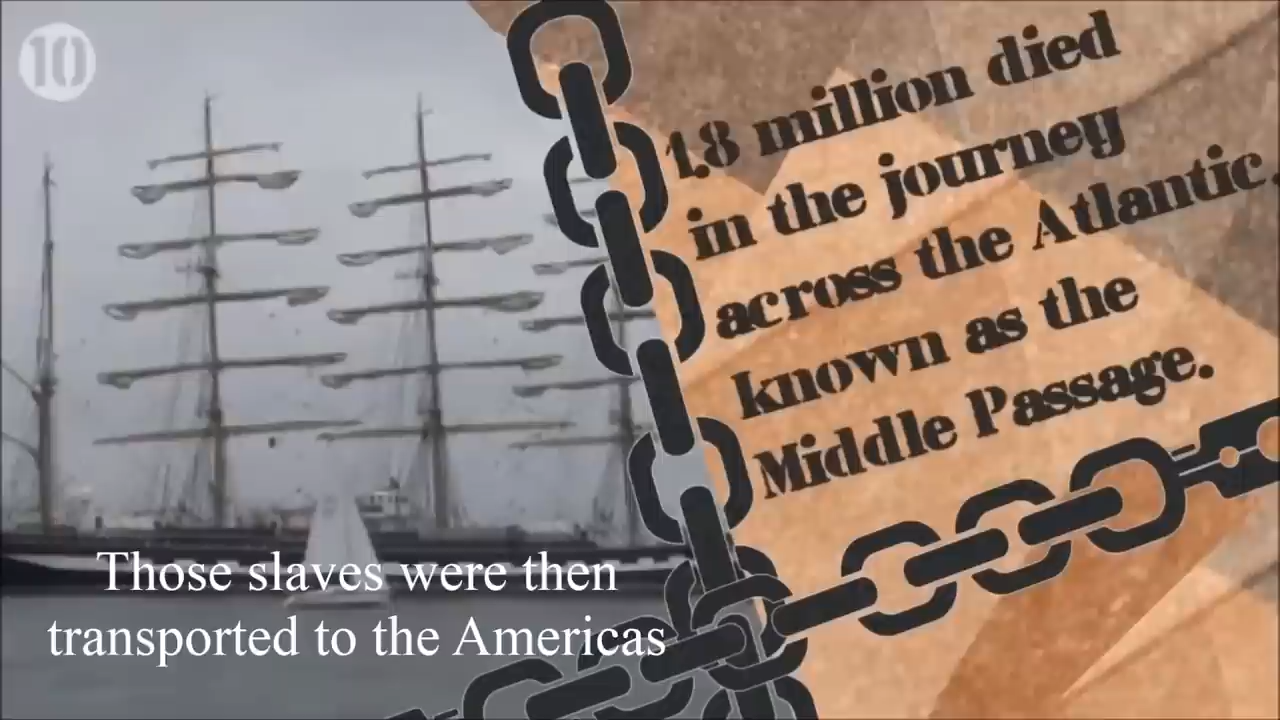 10
1.8 million died
in the journey
across the Atlantic,
known as the
Middle Passage.
Those slaves were then
transported to the Americas